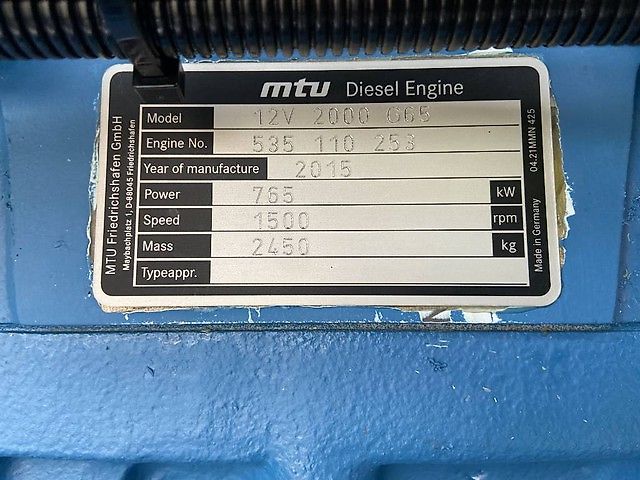 mtu Diesel Engine
Model 12V 2000 G65
Engine No. 535 110 253
Year of manufacture 2015
Power 765 kW
Speed 1500 rpm
Mass 2450 kg
Typeappr.
MTU Friedrichshafen GmbH
Maybachplatz 1, D-88045 Friedrichshafen
Made in Germany 04.21MMN 425